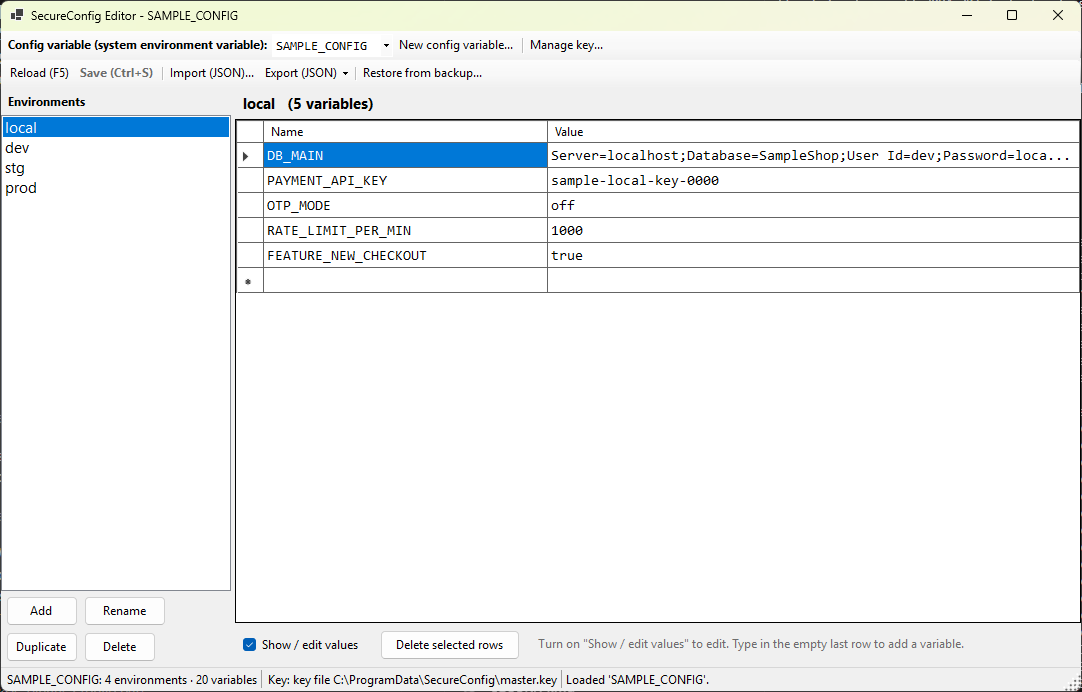 SecureConfig Editor - SAMPLE_CONFIG
Config variable (system environment variable): SAMPLE_CONFIG New config variable... Manage key...
Reload (F5) Save (Ctrl+S) Import (JSON)... Export (JSON) Restore from backup...
Environments
local
dev
stg
prod
local (5 variables)
Name Value
DB_MAIN Server=localhost;Database=SampleShop;User Id=dev;Password=loca...
PAYMENT_API_KEY sample-local-key-0000
OTP_MODE off
RATE_LIMIT_PER_MIN 1000
FEATURE_NEW_CHECKOUT true
Add Rename
Duplicate Delete
Show / edit values Delete selected rows Turn on "Show / edit values" to edit. Type in the empty last row to add a variable.
SAMPLE_CONFIG: 4 environments · 20 variables Key: key file C:\ProgramData\SecureConfig\master.key Loaded 'SAMPLE_CONFIG'.